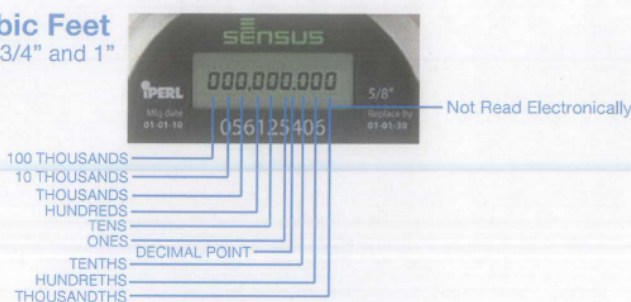 bic Feet
3/4” and 1”
SENSUS
000,000.000
iPERL
5/8"
Mfg date
01-01-10
056125406
Replace by
01-01-30
Not Read Electronically
100 THOUSANDS
10 THOUSANDS
THOUSANDS
HUNDREDS
TENS
ONES
DECIMAL POINT
TENTHS
HUNDRETHS
THOUSANDTHS